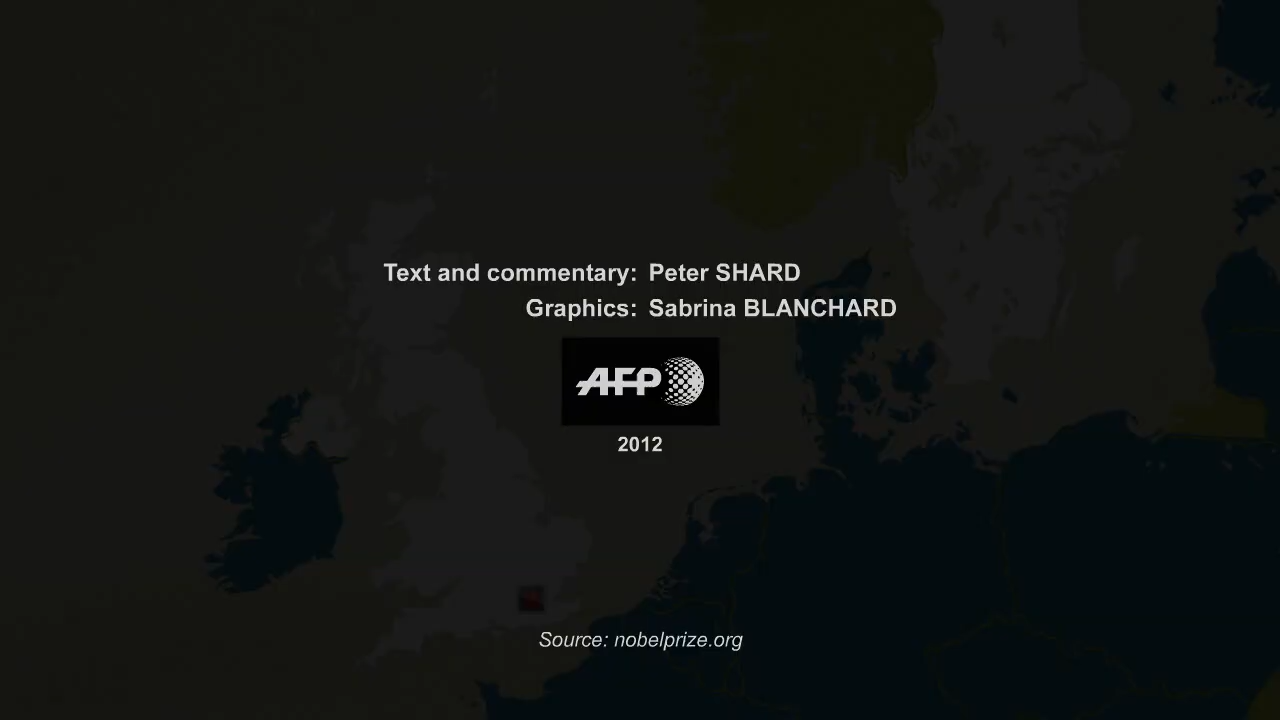 Text and commentary: Peter SHARD
Graphics: Sabrina BLANCHARD
AFP
2012
Source: nobelprize.org